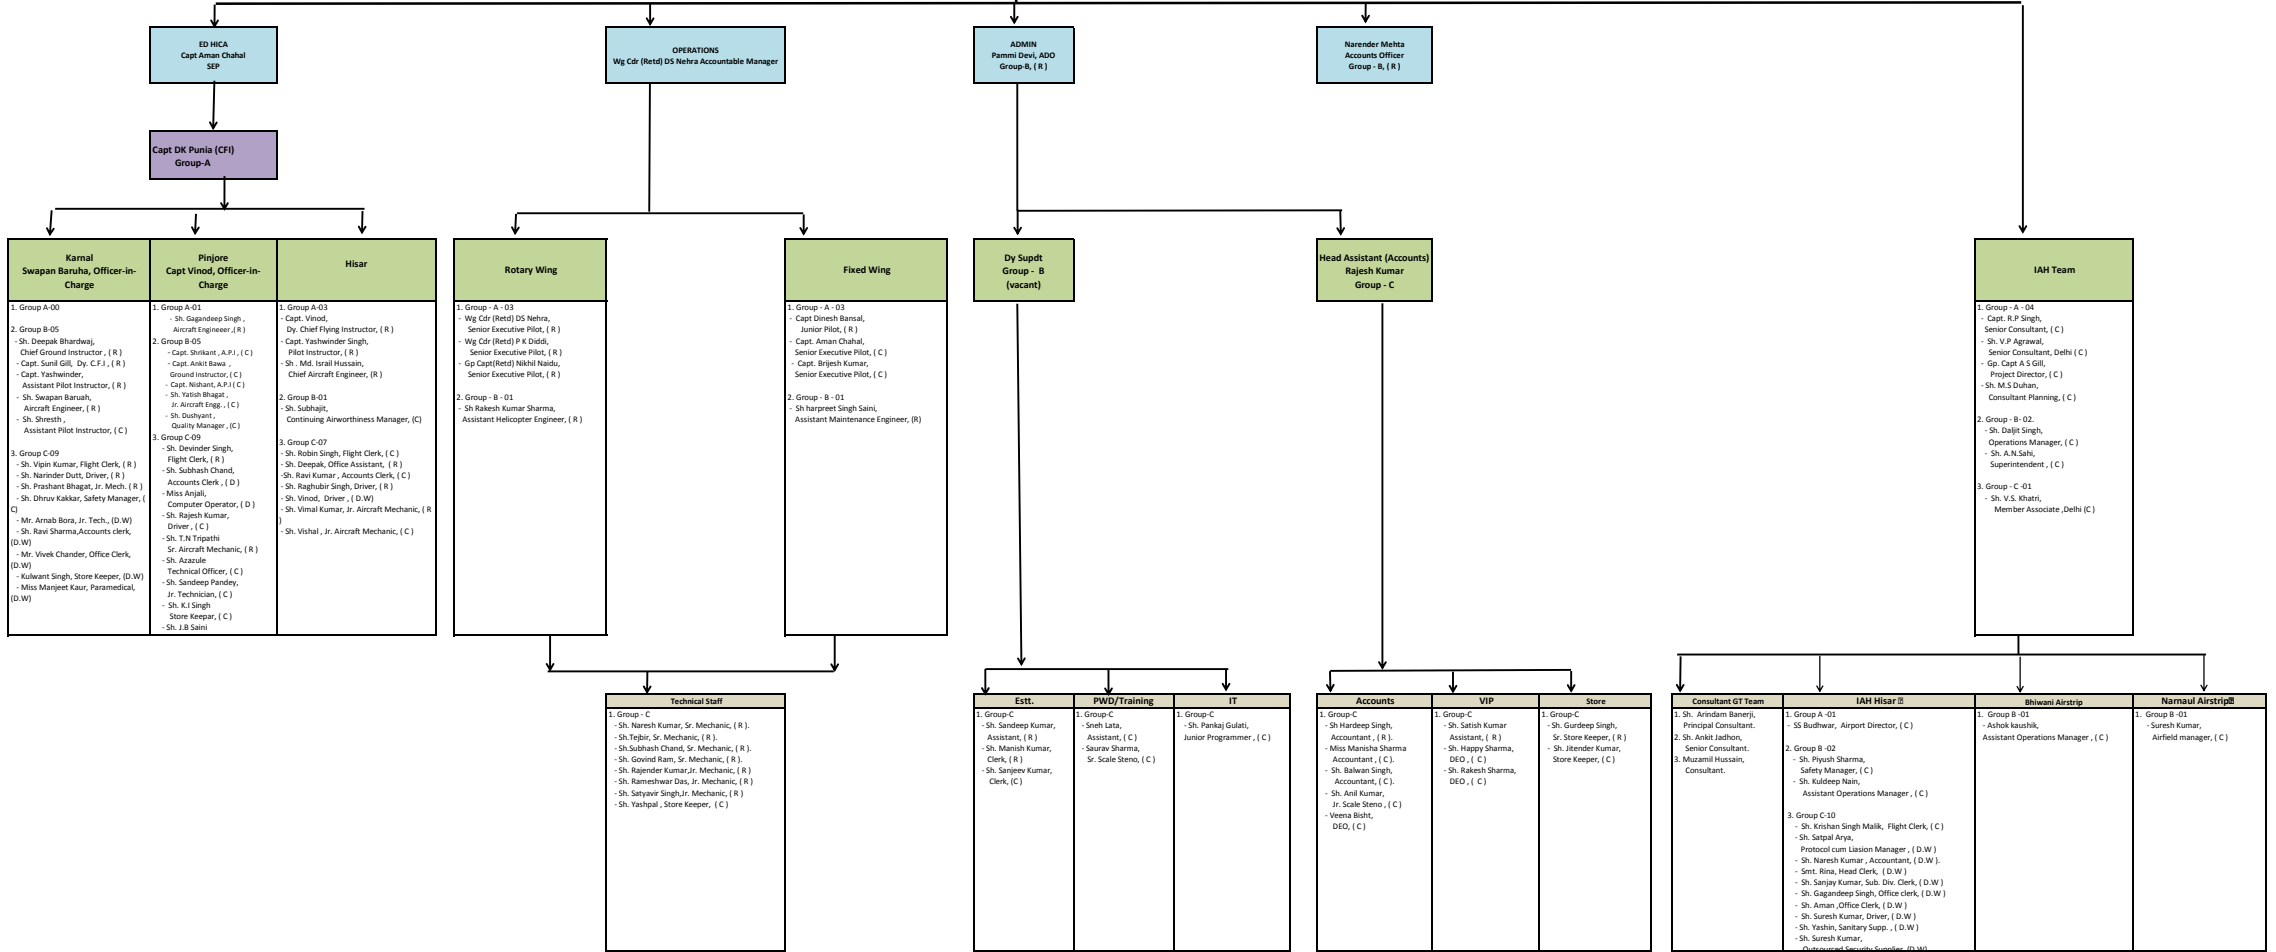 ED HICA
Capt Aman Chahal
SEP
OPERATIONS
Wg Cdr (Retd) DS Nehra Accountable Manager
ADMIN
Pammi Devi, ADO
Group-B, ( R )
Narender Mehta
Accounts Officer
Group - B, ( R )
Capt DK Punia (CFI)
Group-A
Karnal
Swapan Baruha, Officer-in-
Charge
1. Group A-00
2. Group B-05
- Sh. Deepak Bhardwaj,
Chief Ground Instructor , ( R )
- Capt. Sunil Gill, Dy. C.F.I , ( R )
- Capt. Yashwinder,
Assistant Pilot Instructor, ( R )
- Sh. Swapan Baruah,
Aircraft Engineer, ( R )
- Sh. Shresth ,
Assistant Pilot Instructor, ( C )
3. Group C-09
- Sh. Vipin Kumar, Flight Clerk, ( R )
- Sh. Narinder Dutt, Driver, ( R )
- Sh. Prashant Bhagat, Jr. Mech. ( R )
- Sh. Dhruv Kakkar, Safety Manager, (
C)
- Mr. Arnab Bora, Jr. Tech., (D.W)
- Sh. Ravi Sharma,Accounts clerk,
(D.W)
- Mr. Vivek Chander, Office Clerk,
(D.W)
- Kulwant Singh, Store Keeper, (D.W)
- Miss Manjeet Kaur, Paramedical,
(D.W)
Pinjore
Capt Vinod, Officer-in-
Charge
1. Group A-01
- Sh. Gagandeep Singh ,
Aircraft Engineeer ,( R )
2. Group B-05
- Capt. Shrikant , A.P.I , ( C )
- Capt. Ankit Bawa ,
Ground Instructor, ( C )
- Capt. Nishant, A.P.I ( C )
- Sh. Yatish Bhagat ,
Jr. Aircraft Engg. , ( C )
- Sh. Dushyant ,
Quality Manager , (C )
3. Group C-09
- Sh. Devinder Singh,
Flight Clerk, ( R )
- Sh. Subhash Chand,
Accounts Clerk , ( D )
- Miss Anjali,
Computer Operator, ( D )
- Sh. Rajesh Kumar,
Driver , ( C )
- Sh. T.N Tripathi
Sr. Aircraft Mechanic, ( R )
- Sh. Azazule
Technical Officer, ( C )
- Sh. Sandeep Pandey,
Jr. Technician, ( C )
- Sh. K.I Singh
Store Keepar, ( C )
- Sh. J.B Saini
Hisar
1. Group A-03
- Capt. Vinod,
Dy. Chief Flying Instructor, ( R )
- Capt. Yashwinder Singh,
Pilot Instructor, ( R )
- Sh . Md. Israil Hussain,
Chief Aircraft Engineer, (R )
2. Group B-01
- Sh. Subhajit,
Continuing Airworthiness Manager, (C)
3. Group C-07
- Sh. Robin Singh, Flight Clerk, ( C )
- Sh. Deepak, Office Assistant, ( R )
-Sh. Ravi Kumar , Accounts Clerk, ( C )
- Sh. Raghubir Singh, Driver, ( R )
- Sh. Vinod, Driver , ( D.W)
- Sh. Vimal Kumar, Jr. Aircraft Mechanic, ( R
)
- Sh. Vishal , Jr. Aircraft Mechanic, ( C )
Rotary Wing
1. Group - A - 03
- Wg Cdr (Retd) DS Nehra,
Senior Executive Pilot, ( R )
- Wg Cdr (Retd) P K Diddi,
Senior Executive Pilot, ( R )
- Gp Capt(Retd) Nikhil Naidu,
Senior Executive Pilot, ( R )
2. Group - B - 01
- Sh Rakesh Kumar Sharma,
Assistant Helicopter Engineer, ( R )
Fixed Wing
1. Group - A - 03
- Capt Dinesh Bansal,
Junior Pilot, ( R )
- Capt. Aman Chahal,
Senior Executive Pilot, ( C )
- Capt. Brijesh Kumar,
Senior Executive Pilot, ( C )
2. Group - B - 01
- Sh harpreet Singh Saini,
Assistant Maintenance Engineer, (R)
Dy Supdt
Group - B
(vacant)
Head Assistant (Accounts)
Rajesh Kumar
Group - C
IAH Team
1. Group - A - 04
- Capt. R.P Singh,
Senior Consultant, ( C )
- Sh. V.P Agrawal,
Senior Consultant, Delhi ( C )
- Gp. Capt A S Gill,
Project Director, ( C )
- Sh. M.S Duhan,
Consultant Planning, ( C )
2. Group - B- 02.
- Sh. Daljit Singh,
Operations Manager, ( C )
- Sh. A.N.Sahi,
Superintendent , ( C )
3. Group - C -01
- Sh. V.S. Khatri,
Member Associate ,Delhi (C )
Technical Staff
1. Group - C
- Sh. Naresh Kumar, Sr. Mechanic, ( R ).
- Sh.Tejbir, Sr. Mechanic, ( R ).
- Sh.Subhash Chand, Sr. Mechanic, ( R ).
- Sh. Govind Ram, Sr. Mechanic, ( R ).
- Sh. Rajender Kumar,Jr. Mechanic, ( R )
- Sh. Rameshwar Das, Jr. Mechanic, ( R )
- Sh. Satyavir Singh,Jr. Mechanic, ( R )
- Sh. Yashpal , Store Keeper, ( C )
Estt.
1. Group-C
- Sh. Sandeep Kumar,
Assistant, ( R )
- Sh. Manish Kumar,
Clerk, ( R )
- Sh. Sanjeev Kumar,
Clerk, (C )
PWD/Training
1. Group-C
- Sneh Lata,
Assistant, ( C )
- Saurav Sharma,
Sr. Scale Steno, ( C )
IT
1. Group-C
- Sh. Pankaj Gulati,
Junior Programmer , ( C )
Accounts
1. Group-C
- Sh Hardeep Singh,
Accountant , ( R ).
- Miss Manisha Sharma
Accountant , ( C ).
- Sh. Balwan Singh,
Accountant, ( C ).
- Sh. Anil Kumar,
Jr. Scale Steno , ( C )
- Veena Bisht,
DEO, ( C )
VIP
1. Group-C
- Sh. Satish Kumar
Assistant, ( R )
- Sh. Happy Sharma,
DEO , ( C )
- Sh. Rakesh Sharma,
DEO , ( C )
Store
1. Group-C
- Sh. Gurdeep Singh,
Sr. Store Keeper, ( R )
- Sh. Jitender Kumar,
Store Keeper, ( C )
Consultant GT Team
1. Sh. Arindam Banerji,
Principal Consultant.
2. Sh. Ankit Jadhon,
Senior Consultant.
3. Muzamil Hussain,
Consultant.
IAH Hisar
1. Group A -01
- SS Budhwar, Airport Director, ( C )
2. Group B -02
- Sh. Piyush Sharma,
Safety Manager, ( C )
- Sh. Kuldeep Nain,
Assistant Operations Manager , ( C )
3. Group C-10
- Sh. Krishan Singh Malik, Flight Clerk, ( C )
- Sh. Satpal Arya,
Protocol cum Liasion Manager , ( D.W )
- Sh. Naresh Kumar , Accountant, ( D.W ).
- Smt. Rina, Head Clerk, ( D.W )
- Sh. Sanjay Kumar, Sub. Div. Clerk, ( D.W )
- Sh. Gagandeep Singh, Office clerk, ( D.W )
- Sh. Aman ,Office Clerk, ( D.W )
- Sh. Suresh Kumar, Driver, ( D.W )
- Sh. Yashin, Sanitary Supp. , ( D.W )
- Sh. Suresh Kumar,
Outsourced Security Supplier, (D.W)
Bhiwani Airstrip
1. Group B -01
- Ashok kaushik,
Assistant Operations Manager , ( C )
Narnaul Airstrip
1. Group B -01
- Suresh Kumar,
Airfield manager, ( C )